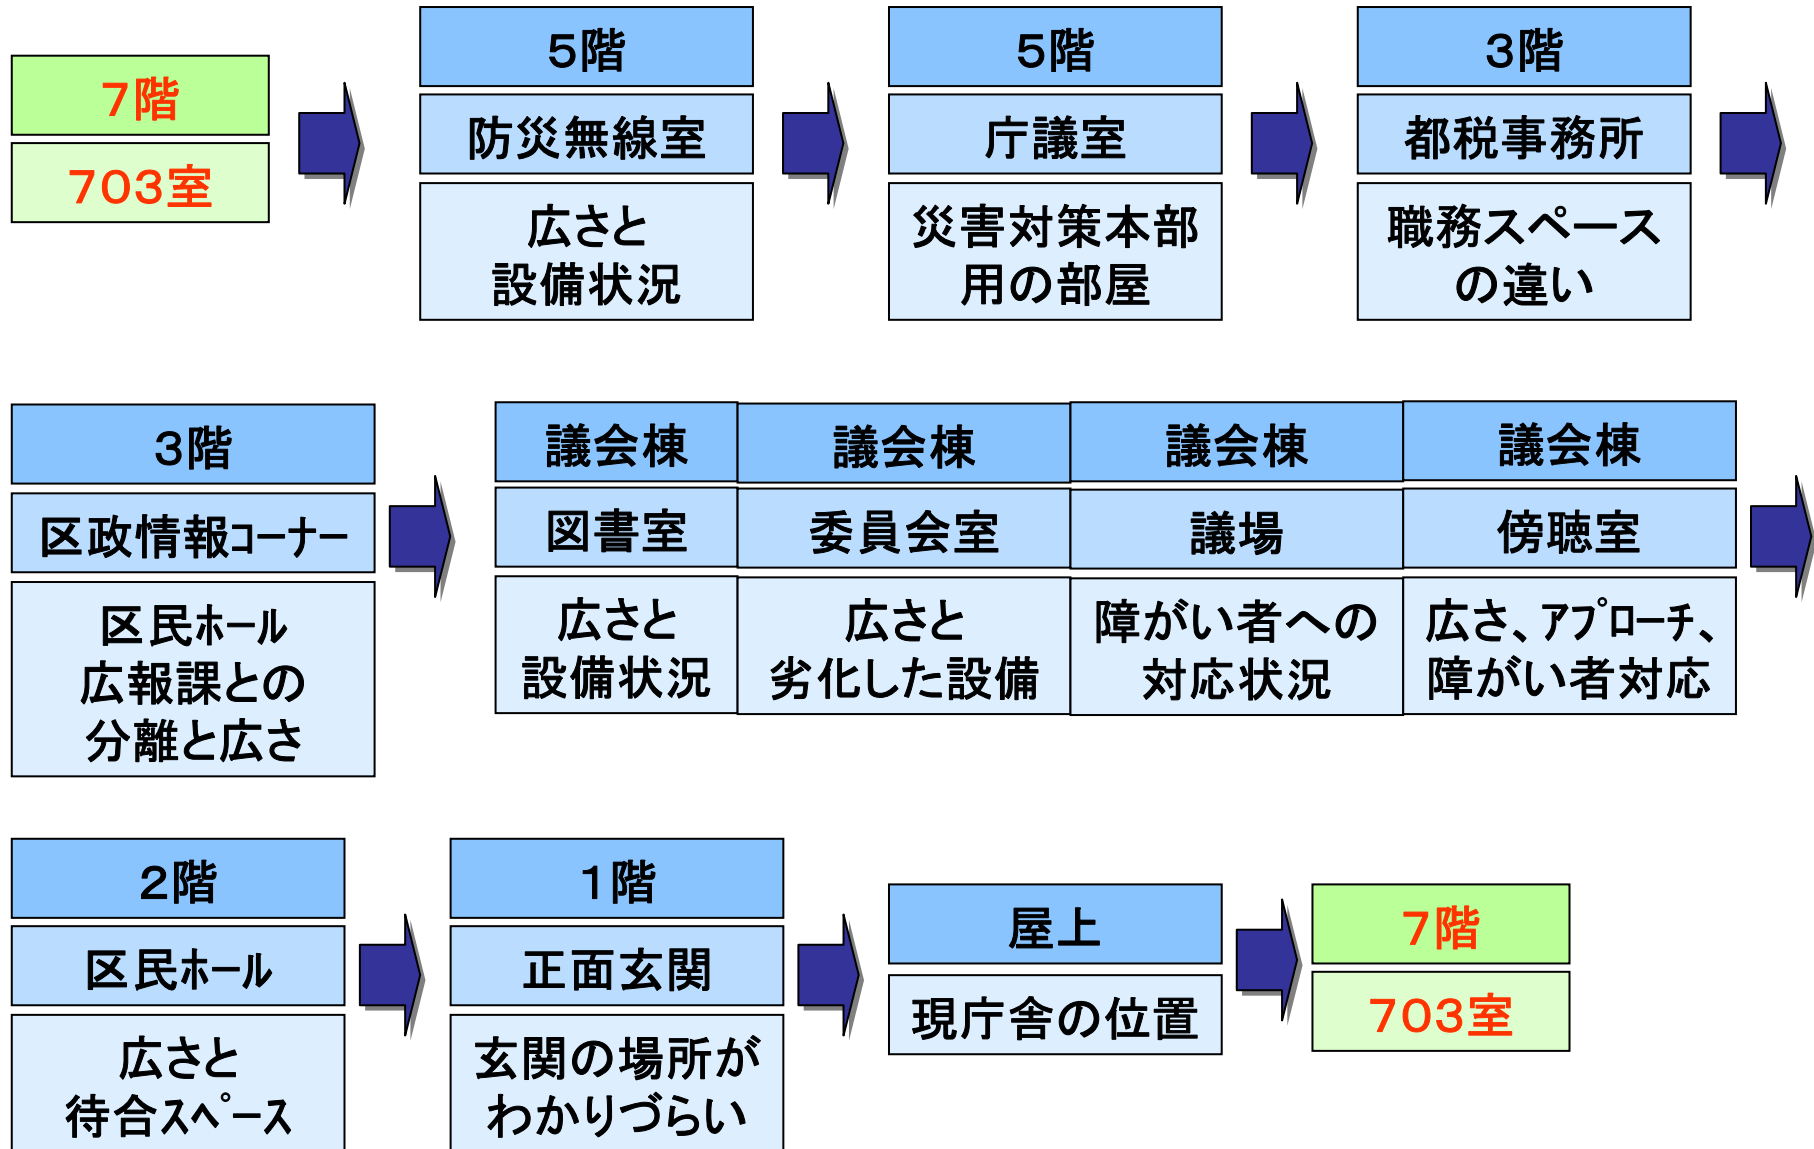 7階
703室
5階
防災無線室
広さと
設備状況
5階
庁議室
災害対策本部
用の部屋
3階
都税事務所
職務スペース
の違い
3階
区政情報ｺｰﾅｰ
区民ﾎｰﾙ
広報課との
分離と広さ
議会棟
図書室
広さと
設備状況
議会棟
委員会室
広さと
劣化した設備
議会棟
議場
障がい者への
対応状況
議会棟
傍聴室
広さ、ｱﾌﾟﾛｰﾁ、
障がい者対応
2階
区民ﾎｰﾙ
広さと
待合ｽﾍﾟｰｽ
1階
正面玄関
玄関の場所が
わかりづらい
屋上
現庁舎の位置
7階
703室